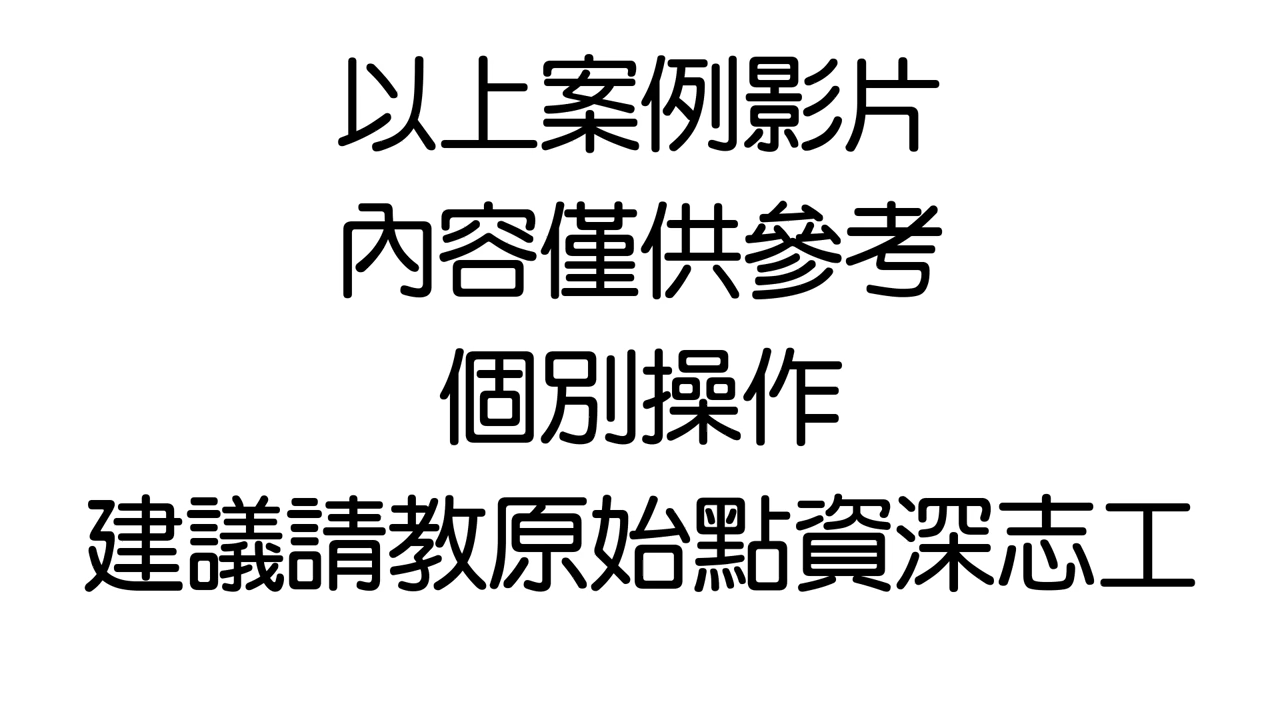 以上案例影片
內容僅供參考
個別操作
建議請教原始點資深志工